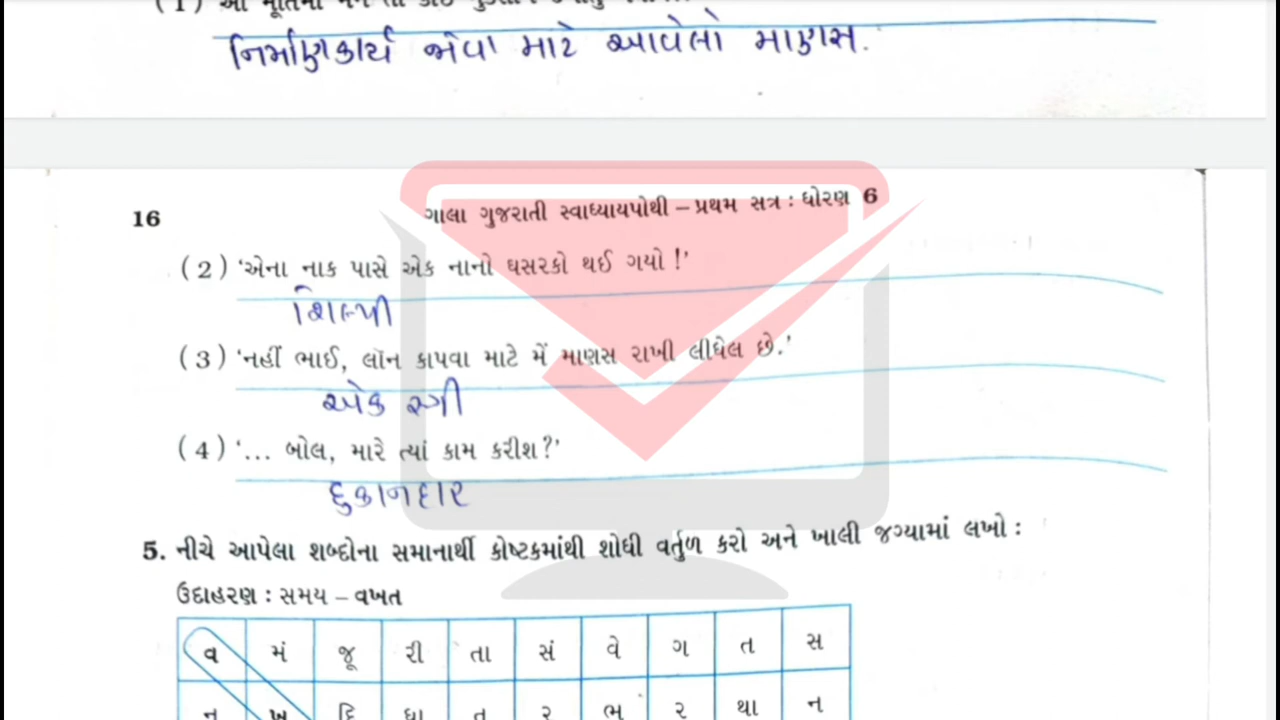 નિર્માણકાર્ય જોવા માટે આવેલો માણસ.
16
ગાલા ગુજરાતી સ્વાધ્યાયપોથી – પ્રથમ સત્ર : ધોરણ 6
(2) ‘એના નાક પાસે એક નાનો ઘસરકો થઈ ગયો !’
શિલ્પી
(3) ‘નહીં ભાઈ, લૉન કાપવા માટે મેં માણસ રાખી લીધેલ છે.’
એક સ્ત્રી
(4) ‘... બોલ, મારે ત્યાં કામ કરીશ ?’
દુકાનદાર
5. નીચે આપેલા શબ્દોના સમાનાર્થી કોષ્ટકમાંથી શોધી વર્તુળ કરો અને ખાલી જગ્યામાં લખો :
ઉદાહરણ : સમય – વખત
વ મં જૂ રી તા સં વે ગ ત સ
ન ખ દિ ધા ત ર ભ ર થા ન